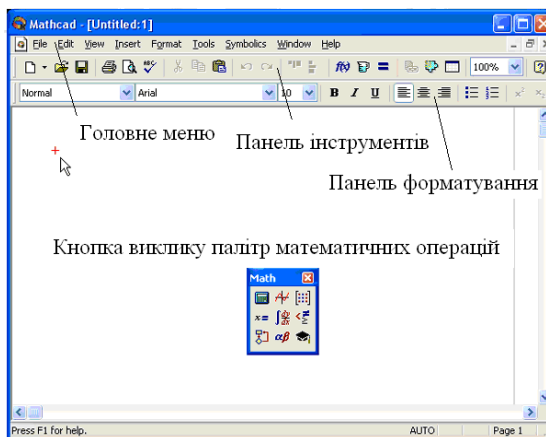 Mathcad - [Untitled:1]
File Edit View Insert Format Tools Symbolics Window Help
100%
Normal Arial 10 B I U
Головне меню
Панель інструментів
Панель форматування
Кнопка виклику палітр математичних операцій
Math
Press F1 for help. AUTO Page 1